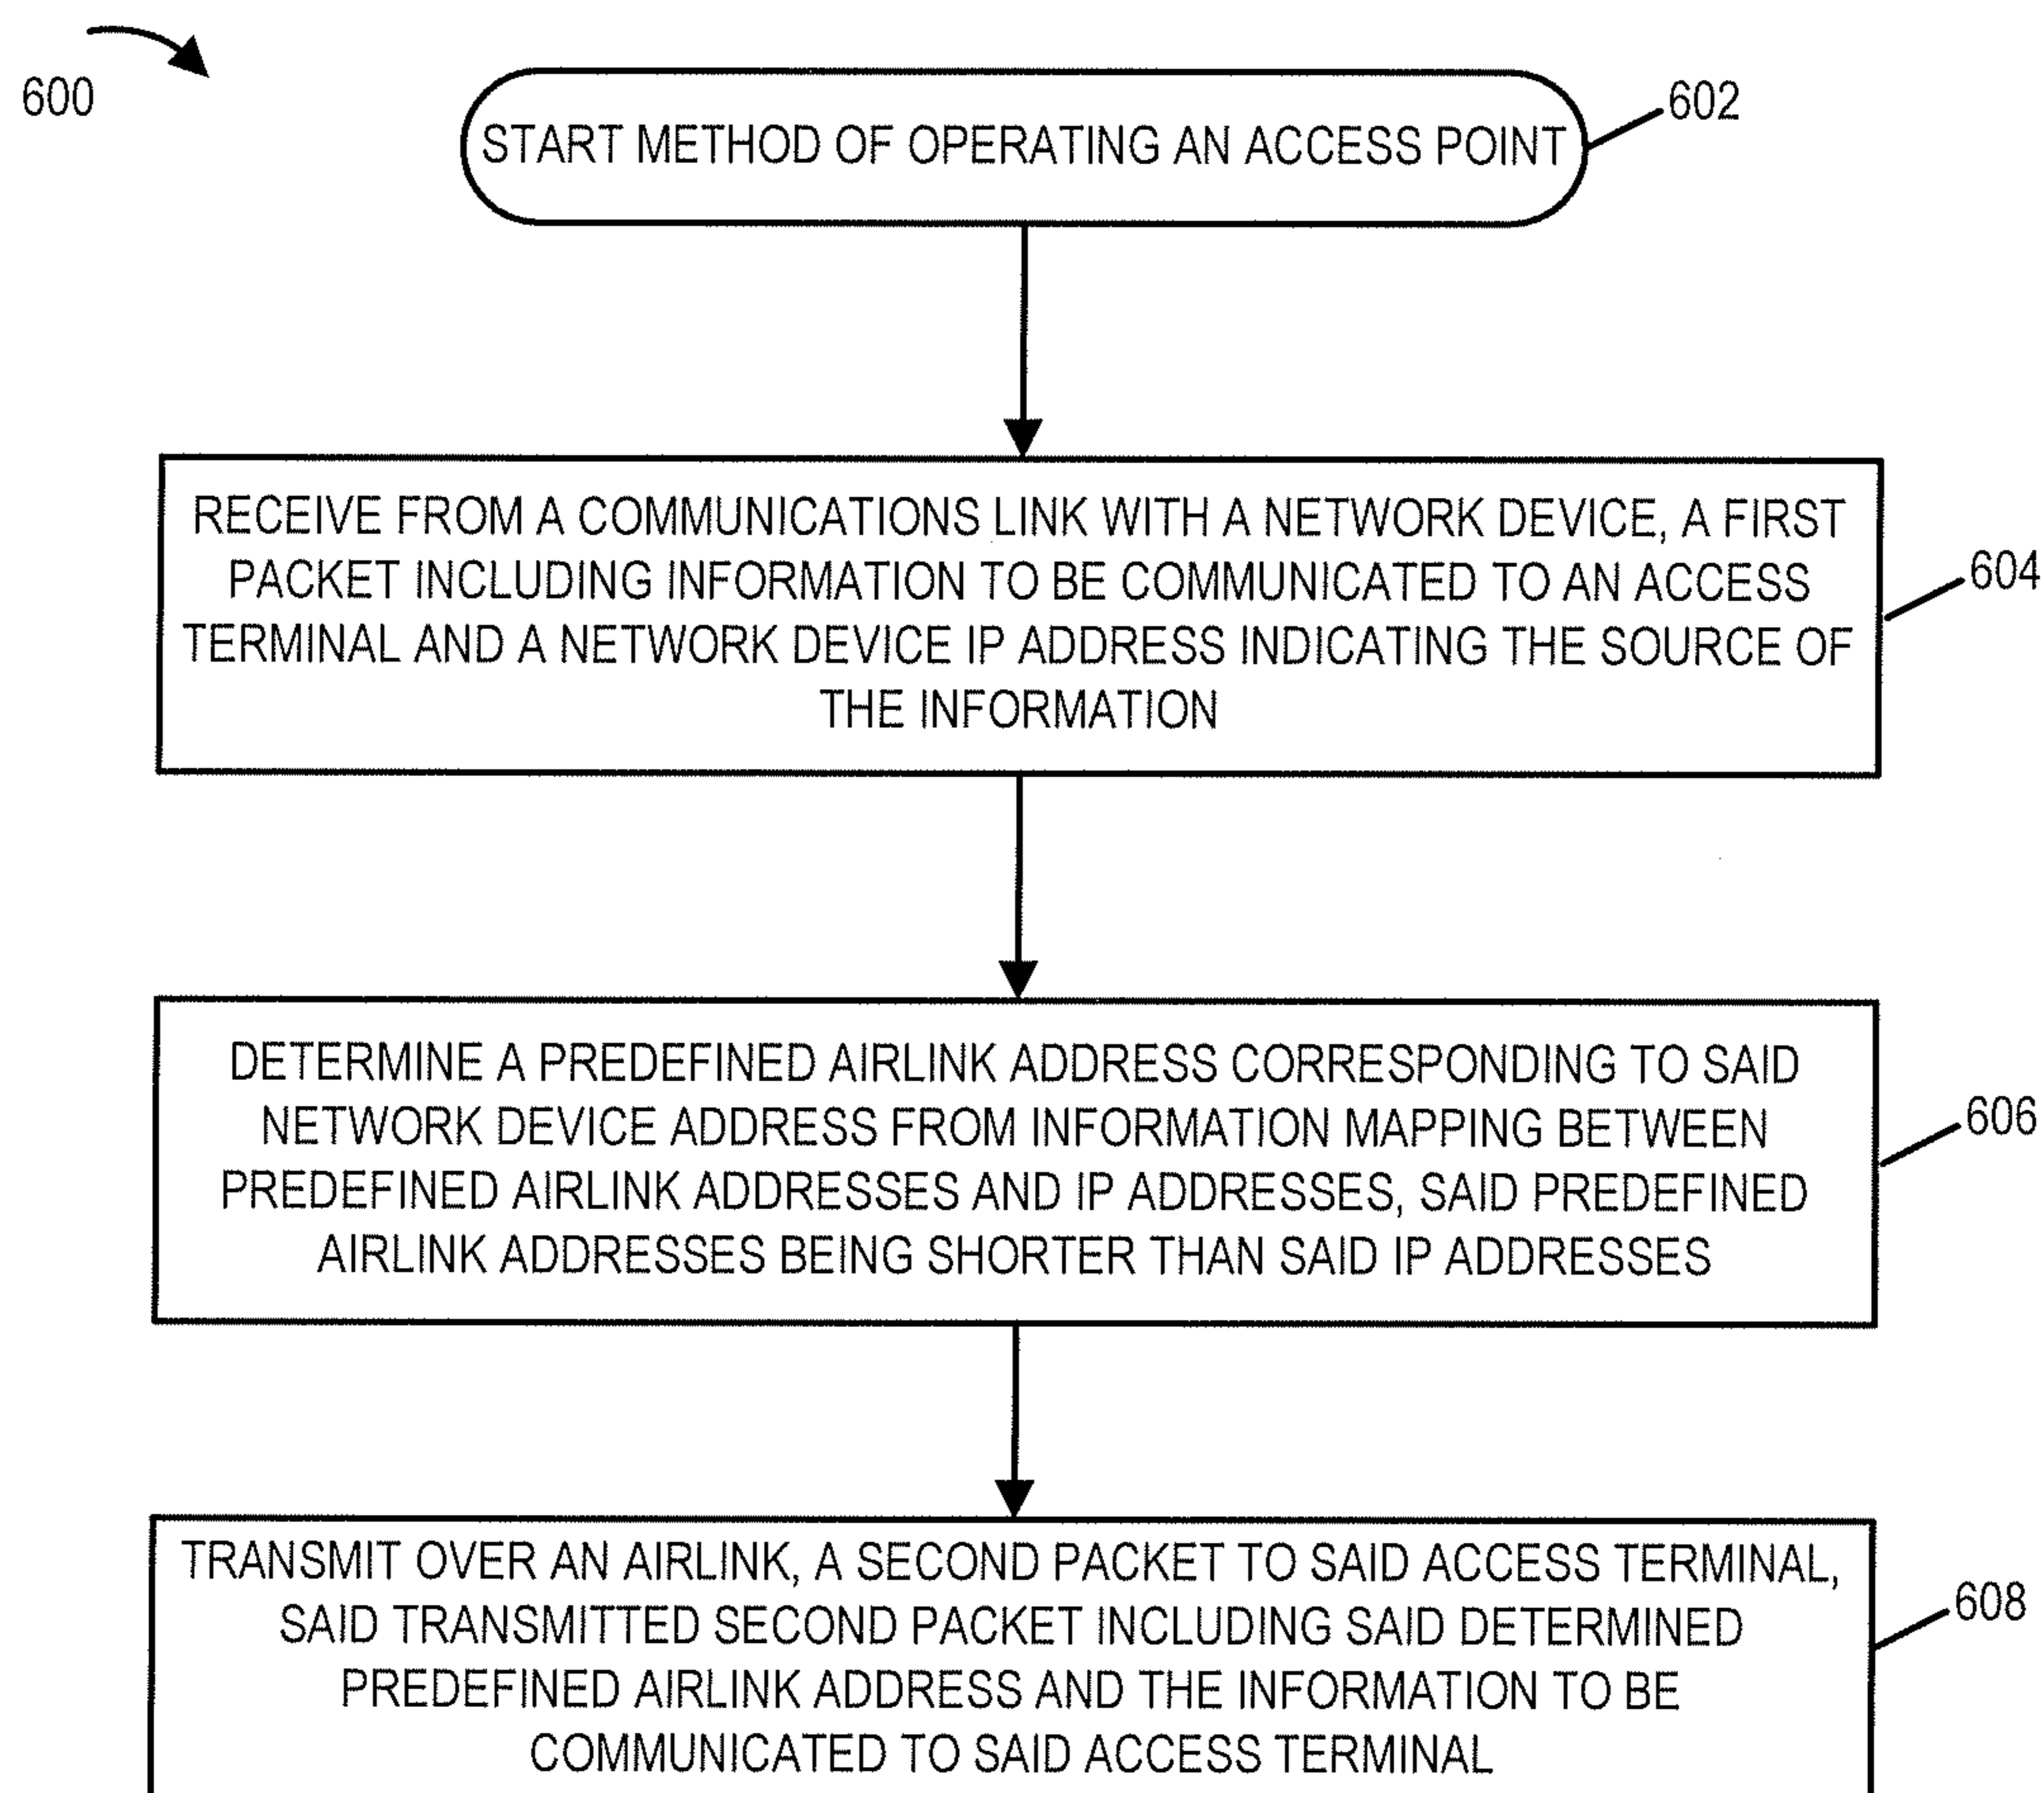 600
START METHOD OF OPERATING AN ACCESS POINT
602
RECEIVE FROM A COMMUNICATIONS LINK WITH A NETWORK DEVICE, A FIRST
PACKET INCLUDING INFORMATION TO BE COMMUNICATED TO AN ACCESS
TERMINAL AND A NETWORK DEVICE IP ADDRESS INDICATING THE SOURCE OF
THE INFORMATION
604
DETERMINE A PREDEFINED AIRLINK ADDRESS CORRESPONDING TO SAID
NETWORK DEVICE ADDRESS FROM INFORMATION MAPPING BETWEEN
PREDEFINED AIRLINK ADDRESSES AND IP ADDRESSES, SAID PREDEFINED
AIRLINK ADDRESSES BEING SHORTER THAN SAID IP ADDRESSES
606
TRANSMIT OVER AN AIRLINK, A SECOND PACKET TO SAID ACCESS TERMINAL,
SAID TRANSMITTED SECOND PACKET INCLUDING SAID DETERMINED
PREDEFINED AIRLINK ADDRESS AND THE INFORMATION TO BE
COMMUNICATED TO SAID ACCESS TERMINAL
608